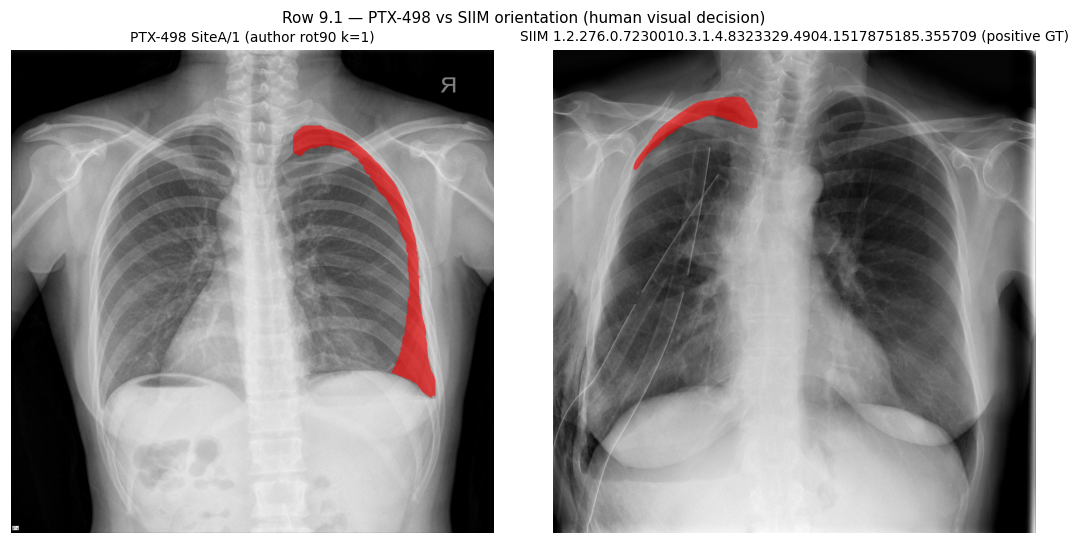 Row 9.1 — PTX-498 vs SIIM orientation (human visual decision)
PTX-498 SiteA/1 (author rot90 k=1)
SIIM 1.2.276.0.7230010.3.1.4.8323329.4904.1517875185.355709 (positive GT)
Я